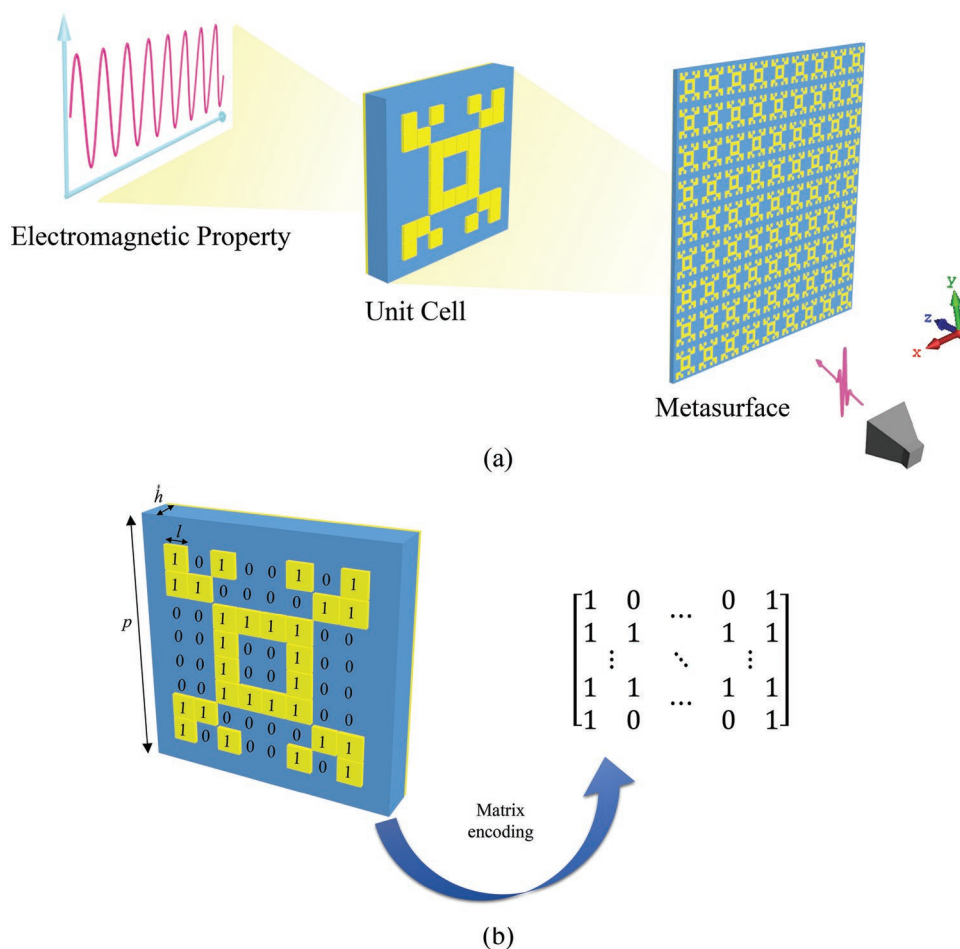 Electromagnetic Property
Unit Cell
Metasurface
y
z
x
(a)
h
l
p
1 0 1 0 0 1 0 1
1 1 0 0 0 0 1 1
0 0 1 1 1 1 0 0
0 0 1 0 0 1 0 0
0 0 1 0 0 1 0 0
0 0 1 1 1 1 0 0
1 1 0 0 0 0 1 1
1 0 1 0 0 1 0 1
1 0 … 0 1
1 1 1 1
⋮ ⋱ ⋮
1 1 … 1 1
1 0 0 1
Matrix
encoding
(b)